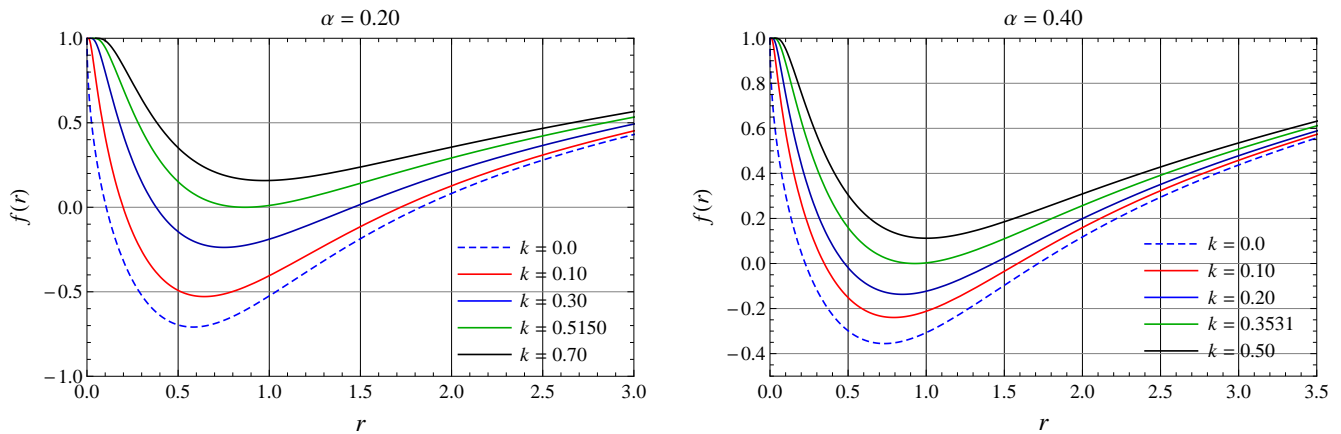 α = 0.20
f(r)
1.0
0.5
0.0
−0.5
−1.0
k = 0.0
k = 0.10
k = 0.30
k = 0.5150
k = 0.70
0.0 0.5 1.0 1.5 2.0 2.5 3.0
r
α = 0.40
f(r)
1.0
0.8
0.6
0.4
0.2
0.0
−0.2
−0.4
k = 0.0
k = 0.10
k = 0.20
k = 0.3531
k = 0.50
0.0 0.5 1.0 1.5 2.0 2.5 3.0 3.5
r